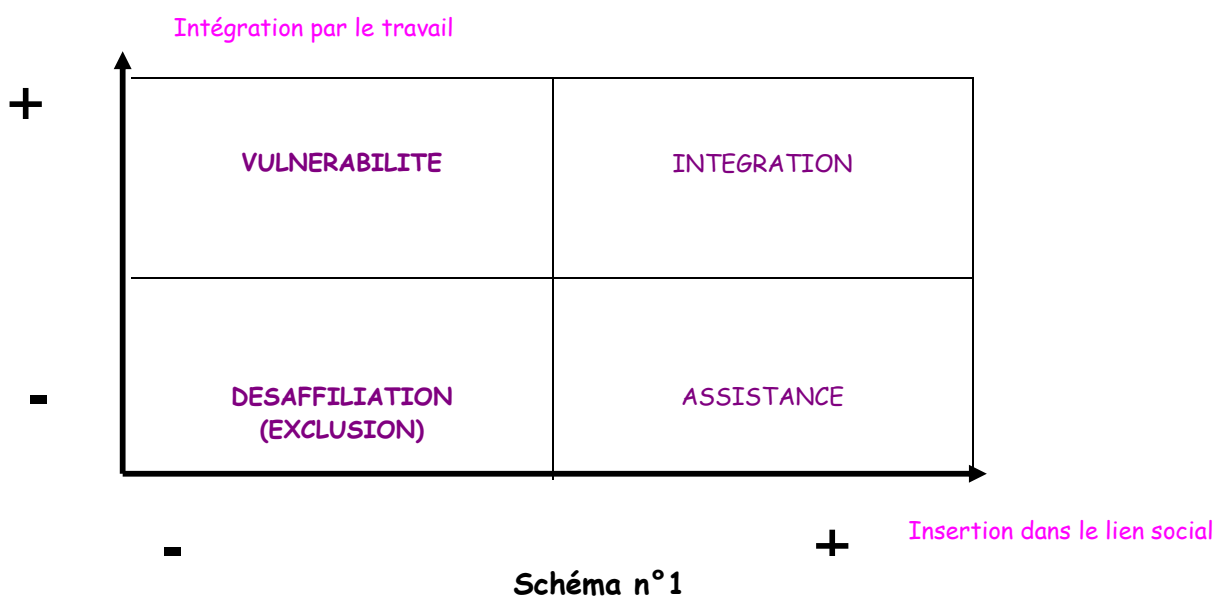 Intégration par le travail
+
VULNERABILITE
INTEGRATION
-
DESAFFILIATION
(EXCLUSION)
ASSISTANCE
-
+
Insertion dans le lien social
Schéma n°1